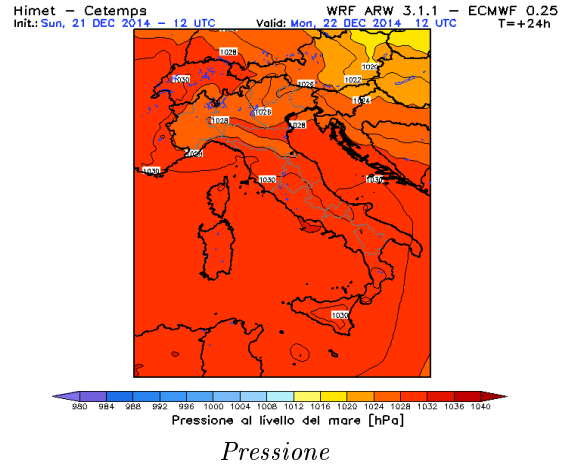 Himet – Cetemps WRF ARW 3.1.1 – ECMWF 0.25
Init.: Sun, 21 DEC 2014 – 12 UTC Valid: Mon, 22 DEC 2014 12 UTC T=+24h
1028
1020
1030
1022
1026
1024
1026
1028
1028
1030
1030
1030
1030
980 984 988 992 996 1000 1004 1008 1012 1016 1020 1024 1028 1032 1036 1040
Pressione al livello del mare [hPa]
Pressione